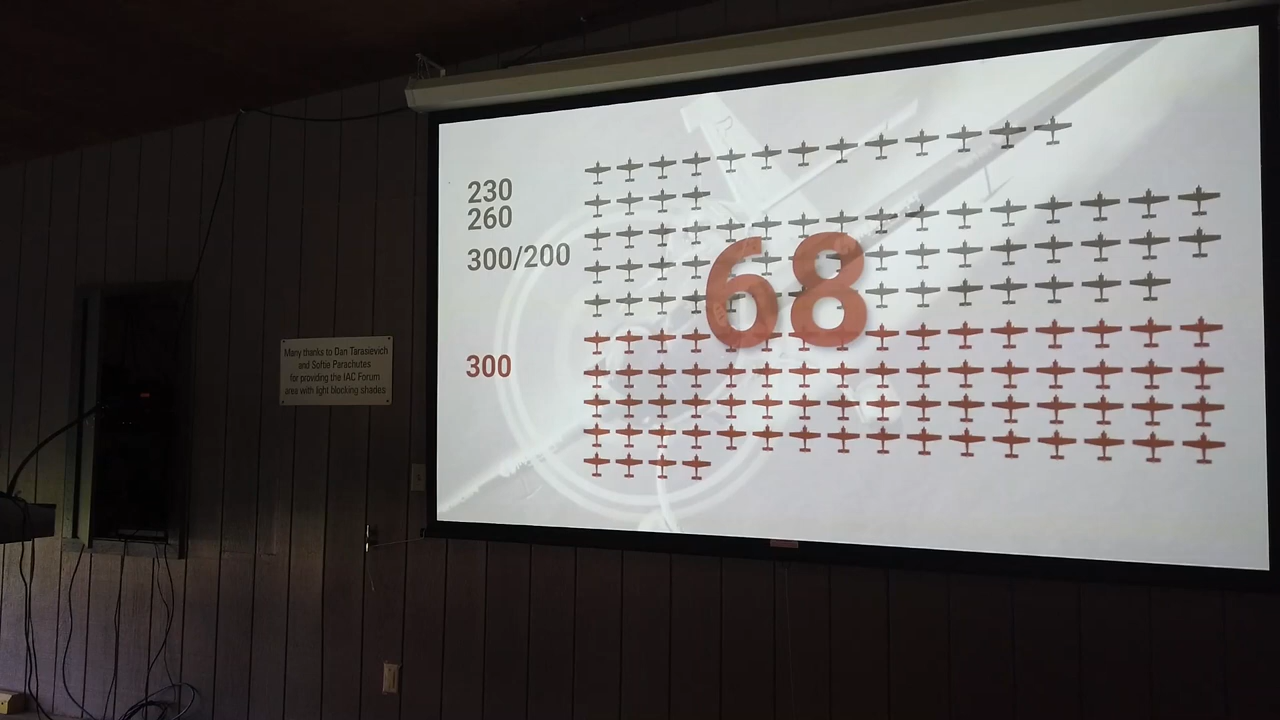 230
260
300/200
68
300
Many thanks to Dan Tarasievich
and Softie Parachutes
for providing the IAC Forum
area with light blocking shades